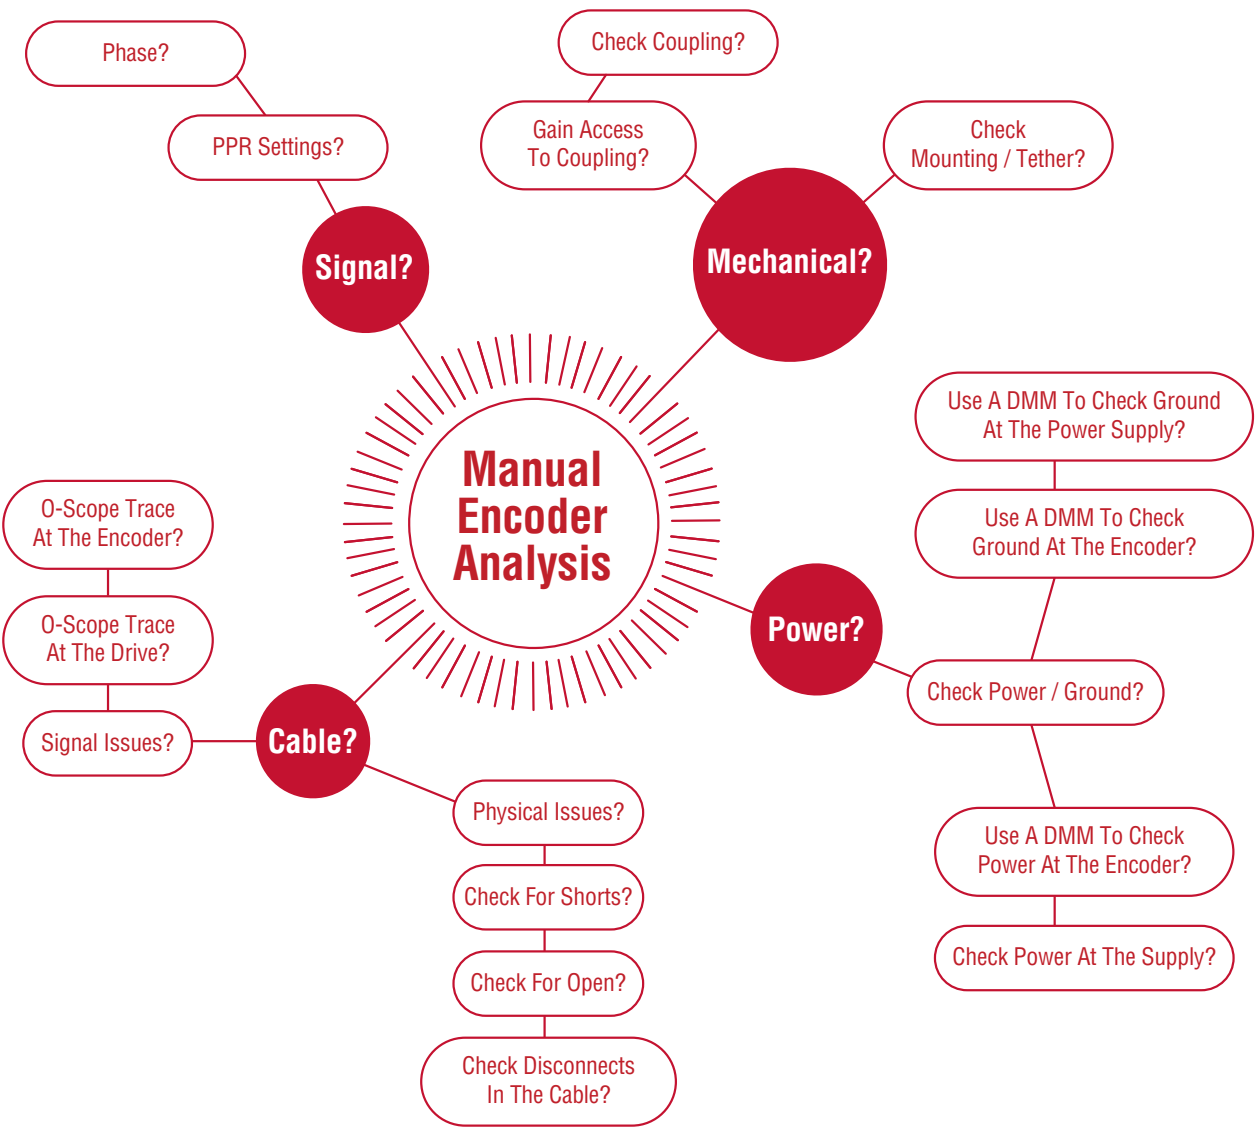 Phase?
PPR Settings?
Signal?
Check Coupling?
Gain Access
To Coupling?
Check
Mounting / Tether?
Mechanical?
Manual
Encoder
Analysis
Use A DMM To Check Ground
At The Power Supply?
Use A DMM To Check
Ground At The Encoder?
Power?
Check Power / Ground?
Use A DMM To Check
Power At The Encoder?
Check Power At The Supply?
O-Scope Trace
At The Encoder?
O-Scope Trace
At The Drive?
Signal Issues?
Cable?
Physical Issues?
Check For Shorts?
Check For Open?
Check Disconnects
In The Cable?